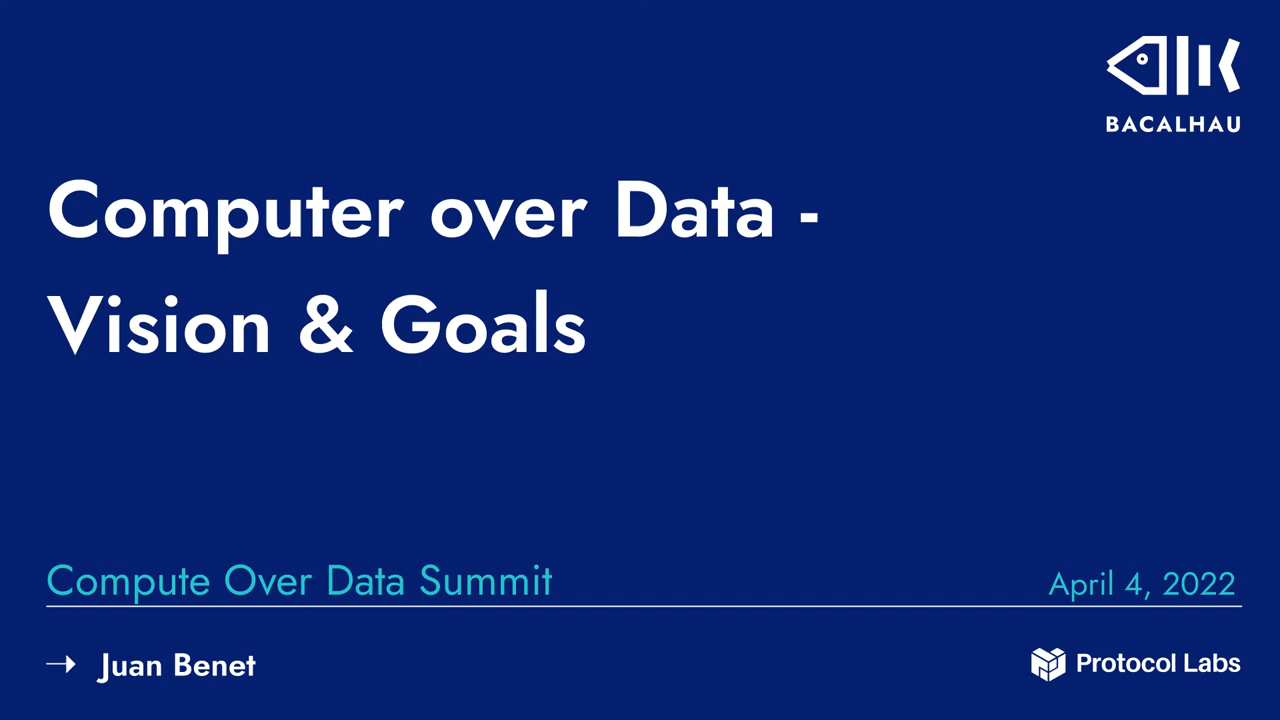 BACALHAU
Computer over Data -
Vision & Goals
Compute Over Data Summit
April 4, 2022
Juan Benet
Protocol Labs